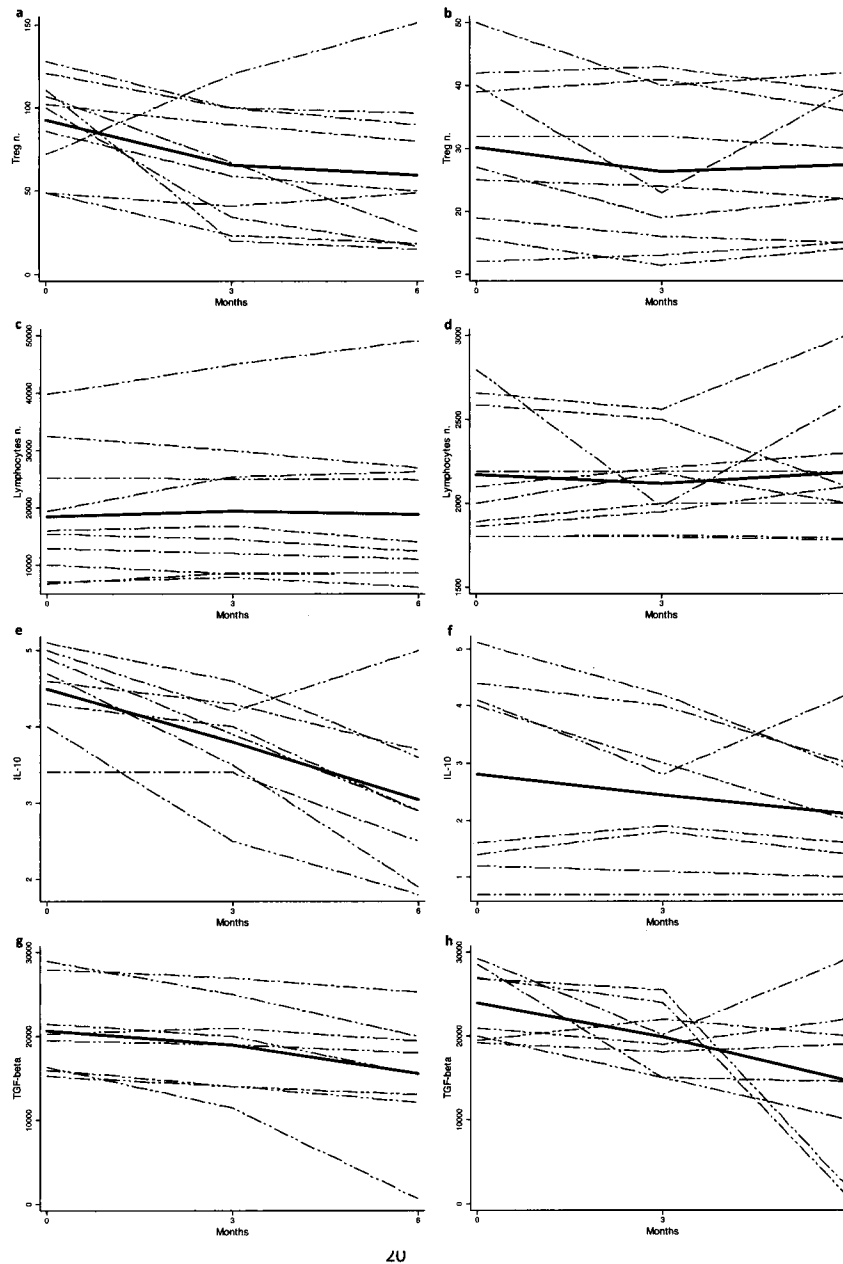 a
Treg n.
150
100
50
0
0
3
6
Months
b
Treg n.
50
40
30
20
10
0
3
Months
c
Lymphocytes n.
50000
40000
30000
20000
10000
0
3
6
Months
d
Lymphocytes n.
3000
2500
2000
1500
0
3
Months
e
IL-10
5
4
3
2
0
3
6
Months
f
IL-10
5
4
3
2
1
0
3
Months
g
TGF-beta
30000
20000
10000
0
0
3
6
Months
h
TGF-beta
30000
20000
10000
0
0
3
Months
20